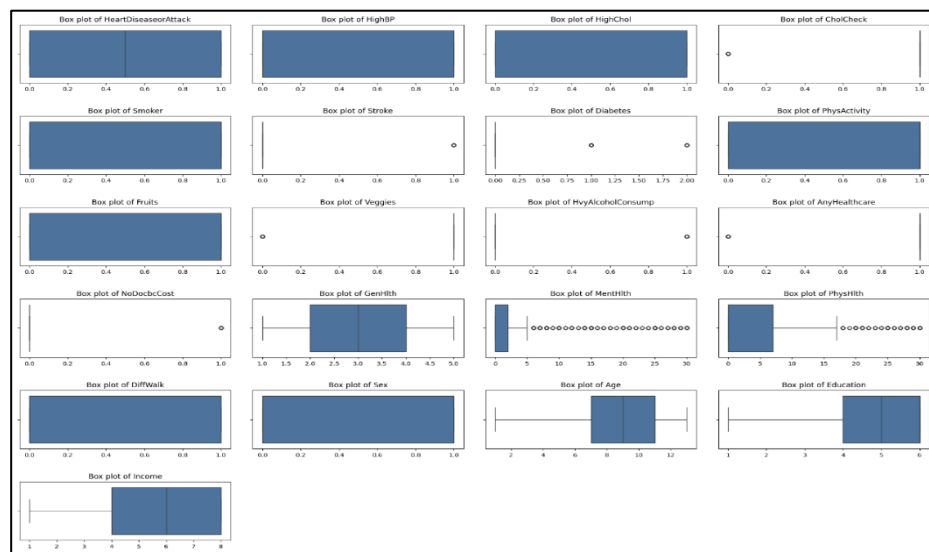 Box plot of HeartDiseaseorAttack
0.0 0.2 0.4 0.6 0.8 1.0
Box plot of HighBP
0.0 0.2 0.4 0.6 0.8 1.0
Box plot of HighChol
0.0 0.2 0.4 0.6 0.8 1.0
Box plot of CholCheck
0.0 0.2 0.4 0.6 0.8 1.0
Box plot of Smoker
0.0 0.2 0.4 0.6 0.8 1.0
Box plot of Stroke
0.0 0.2 0.4 0.6 0.8 1.0
Box plot of Diabetes
0.00 0.25 0.50 0.75 1.00 1.25 1.50 1.75 2.00
Box plot of PhysActivity
0.0 0.2 0.4 0.6 0.8 1.0
Box plot of Fruits
0.0 0.2 0.4 0.6 0.8 1.0
Box plot of Veggies
0.0 0.2 0.4 0.6 0.8 1.0
Box plot of HvyAlcoholConsump
0.0 0.2 0.4 0.6 0.8 1.0
Box plot of AnyHealthcare
0.0 0.2 0.4 0.6 0.8 1.0
Box plot of NoDocbcCost
0.0 0.2 0.4 0.6 0.8 1.0
Box plot of GenHlth
1.0 1.5 2.0 2.5 3.0 3.5 4.0 4.5 5.0
Box plot of MentHlth
0 5 10 15 20 25 30
Box plot of PhysHlth
0 5 10 15 20 25 30
Box plot of DiffWalk
0.0 0.2 0.4 0.6 0.8 1.0
Box plot of Sex
0.0 0.2 0.4 0.6 0.8 1.0
Box plot of Age
2 4 6 8 10 12
Box plot of Education
1 2 3 4 5 6
Box plot of Income
1 2 3 4 5 6 7 8